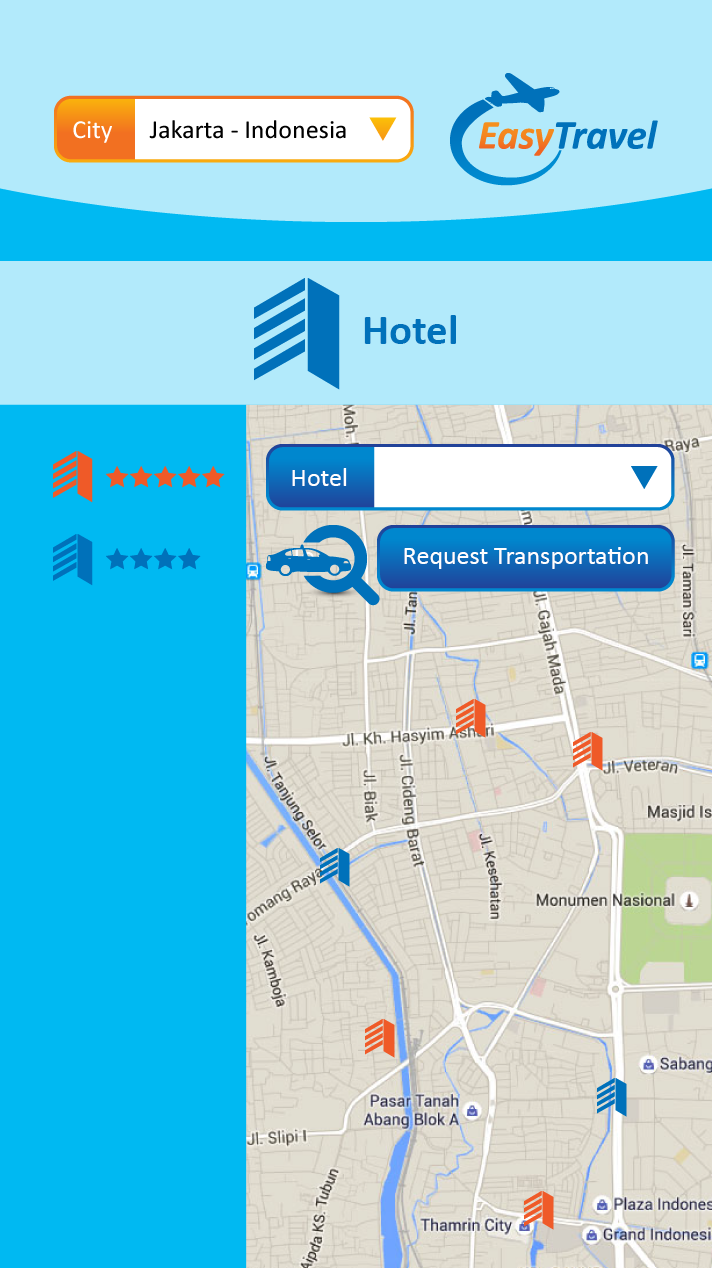 City
Jakarta - Indonesia
EasyTravel
Hotel
Moh.
Raya
Hotel
Request Transportation
Jl. Taman Sari
Jl. Gajah Mada
Jl. Kh. Hasyim Ashari
Jl. Veteran
Jl. Tanjung Selor
Jl. Biak
Jl. Cideng Barat
Masjid Is
Jl. Kesehatan
Monumen Nasional
omang Raya
Jl. Kamboja
Sabang
Pasar Tanah
Abang Blok A
Jl. Slipi I
Aipda KS. Tubun
Plaza Indones
Thamrin City
Grand Indonesi